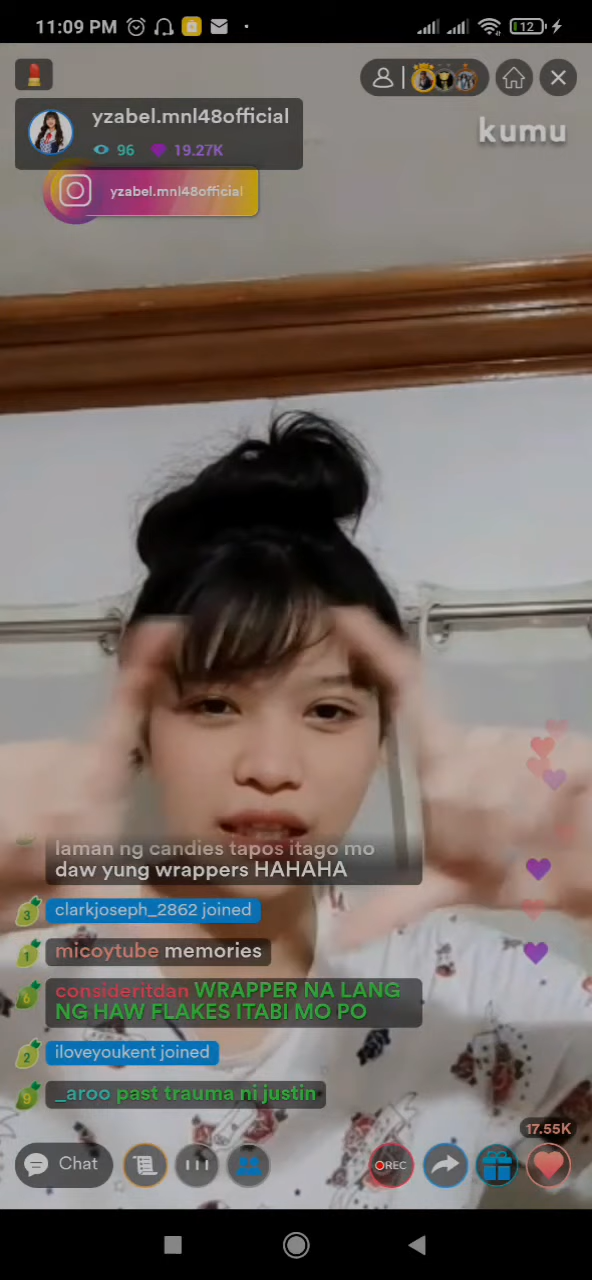 11:09 PM
12
yzabel.mnl48official
96 19.27K
kumu
yzabel.mnl48official
laman ng candies tapos itago mo
daw yung wrappers HAHAHA
3 clarkjoseph_2862 joined
1 micoytube memories
6 consideritdan WRAPPER NA LANG
NG HAW FLAKES ITABI MO PO
2 iloveyoukent joined
9 _aroo past trauma ni justin
17.55K
Chat
REC